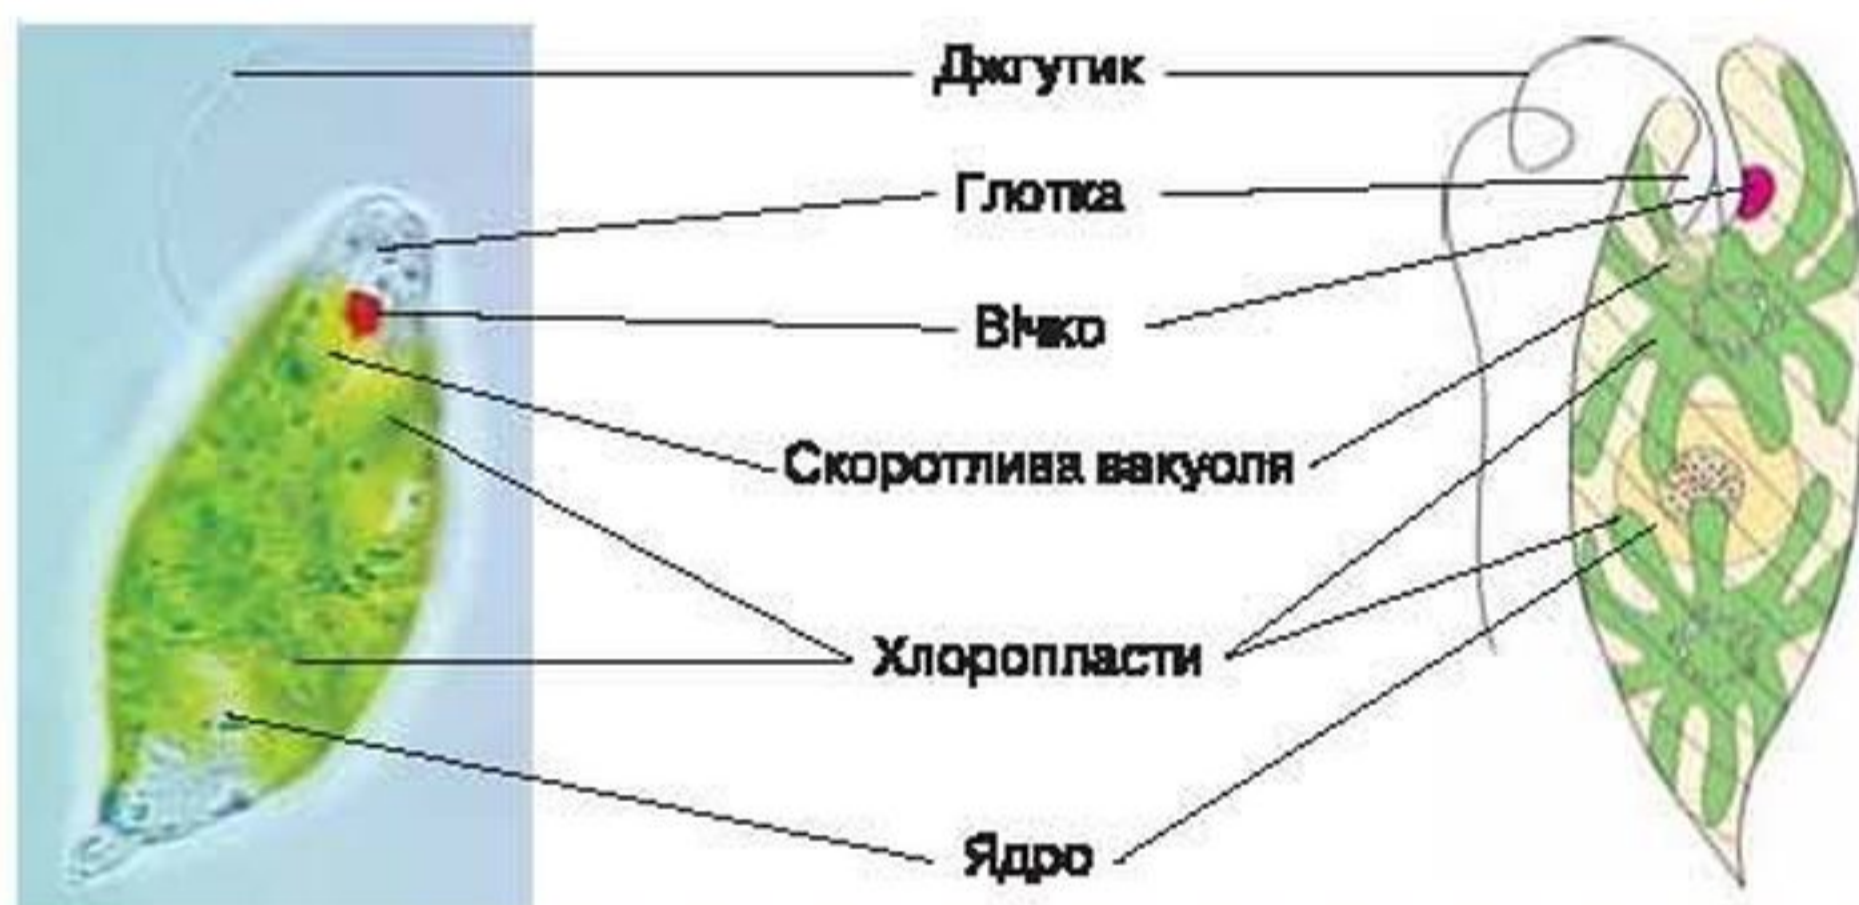 Джгутик
Глотка
Вічко
Скоротлива вакуоля
Хлоропласти
Ядро